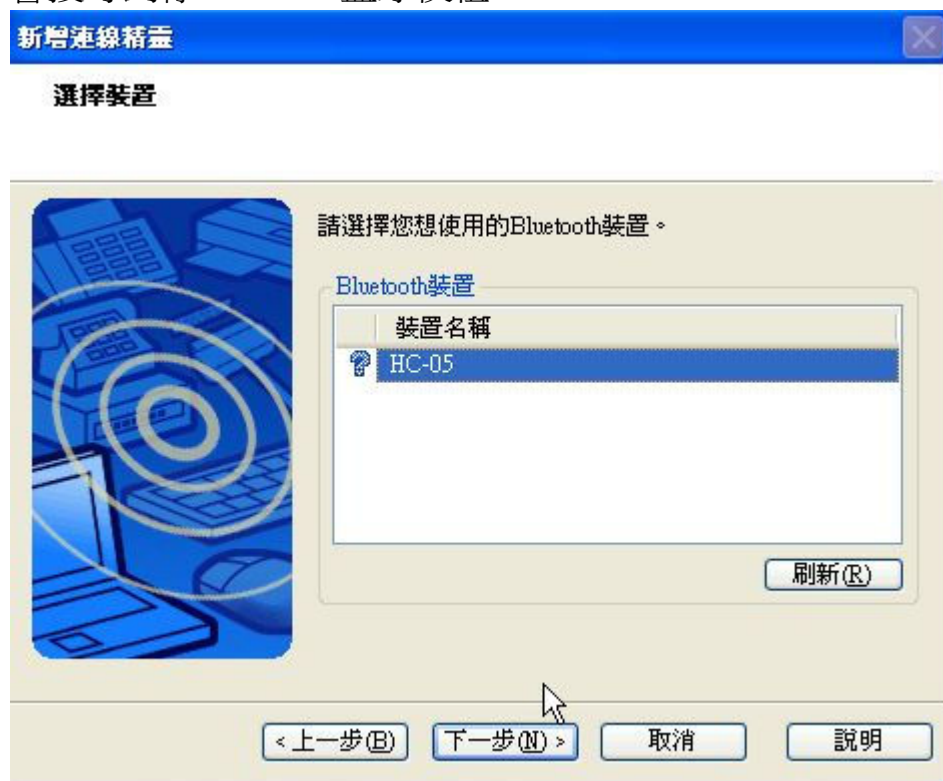 新增連線精靈
選擇裝置
請選擇您想使用的Bluetooth裝置。
Bluetooth裝置
裝置名稱
HC-05
刷新(R)
<上一步(B)
下一步(N)>
取消
說明